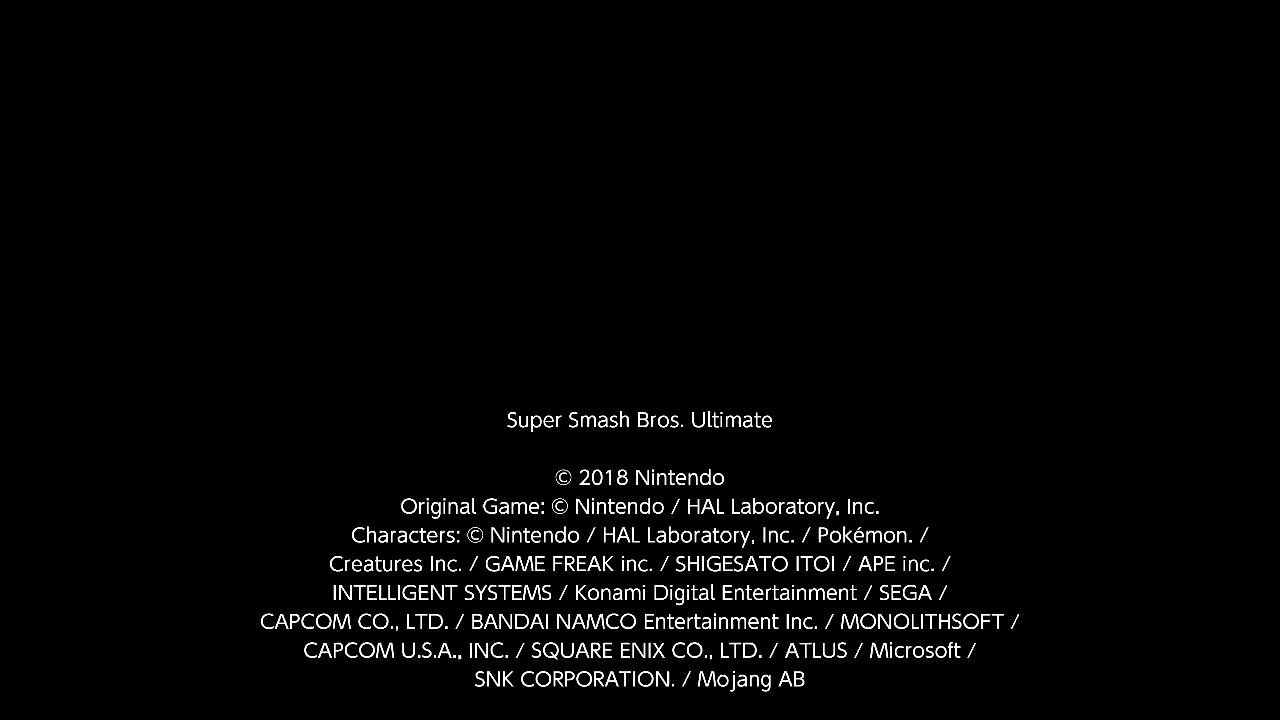 Super Smash Bros. Ultimate
© 2018 Nintendo
Original Game: © Nintendo / HAL Laboratory, Inc.
Characters: © Nintendo / HAL Laboratory, Inc. / Pokémon. /
Creatures Inc. / GAME FREAK inc. / SHIGESATO ITOI / APE inc. /
INTELLIGENT SYSTEMS / Konami Digital Entertainment / SEGA /
CAPCOM CO., LTD. / BANDAI NAMCO Entertainment Inc. / MONOLITHSOFT /
CAPCOM U.S.A., INC. / SQUARE ENIX CO., LTD. / ATLUS / Microsoft /
SNK CORPORATION. / Mojang AB